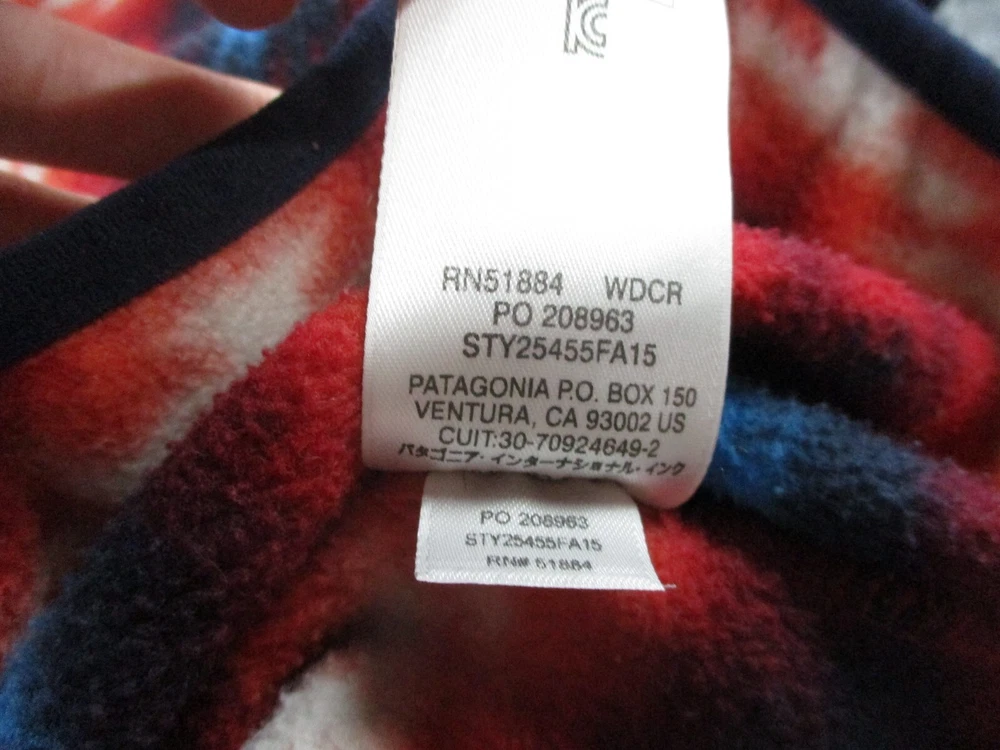 RN51884 WDCR
PO 208963
STY25455FA15
PATAGONIA P.O. BOX 150
VENTURA, CA 93002 US
CUIT:30-70924649-2
パタゴニア・インターナショナル・インク
PO 208963
STY25455FA15
RN# 51884